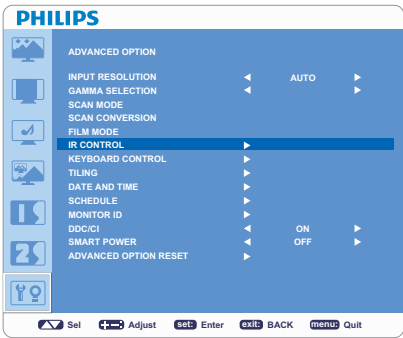 PHILIPS
ADVANCED OPTION
INPUT RESOLUTION AUTO
GAMMA SELECTION
SCAN MODE
SCAN CONVERSION
FILM MODE
IR CONTROL
KEYBOARD CONTROL
TILING
DATE AND TIME
SCHEDULE
MONITOR ID
DDC/CI ON
SMART POWER OFF
ADVANCED OPTION RESET
Sel Adjust set: Enter exit: BACK menu: Quit